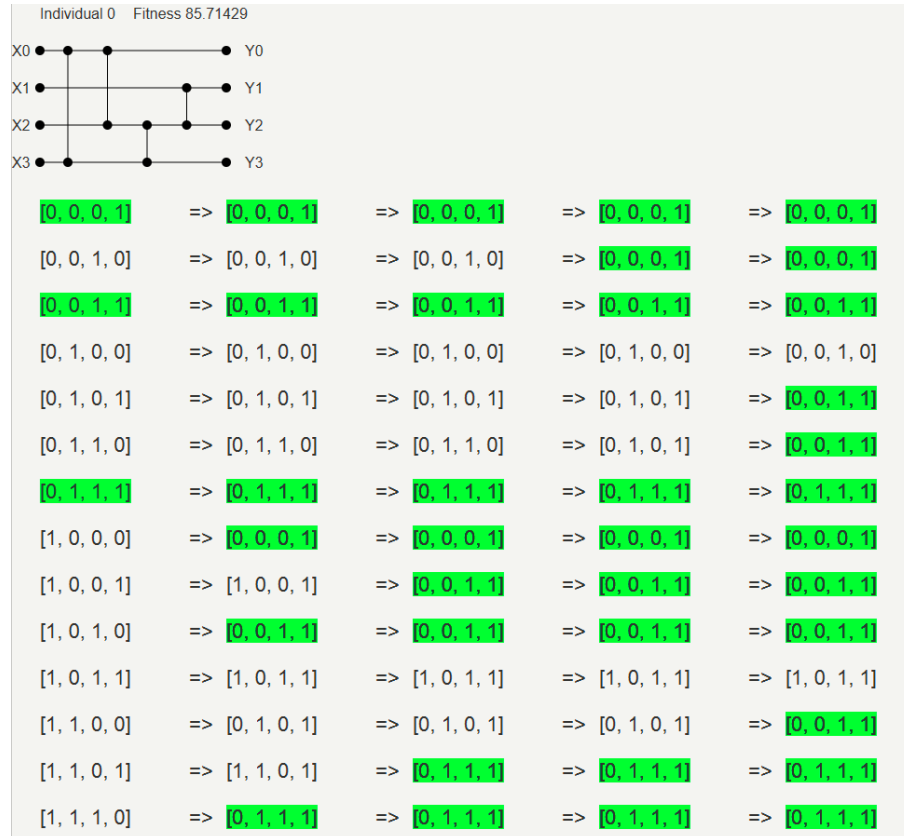 Individual 0 Fitness 85.71429
X0 Y0
X1 Y1
X2 Y2
X3 Y3
[0, 0, 0, 1] => [0, 0, 0, 1] => [0, 0, 0, 1] => [0, 0, 0, 1] => [0, 0, 0, 1]
[0, 0, 1, 0] => [0, 0, 1, 0] => [0, 0, 1, 0] => [0, 0, 0, 1] => [0, 0, 0, 1]
[0, 0, 1, 1] => [0, 0, 1, 1] => [0, 0, 1, 1] => [0, 0, 1, 1] => [0, 0, 1, 1]
[0, 1, 0, 0] => [0, 1, 0, 0] => [0, 1, 0, 0] => [0, 1, 0, 0] => [0, 0, 1, 0]
[0, 1, 0, 1] => [0, 1, 0, 1] => [0, 1, 0, 1] => [0, 1, 0, 1] => [0, 0, 1, 1]
[0, 1, 1, 0] => [0, 1, 1, 0] => [0, 1, 1, 0] => [0, 1, 0, 1] => [0, 0, 1, 1]
[0, 1, 1, 1] => [0, 1, 1, 1] => [0, 1, 1, 1] => [0, 1, 1, 1] => [0, 1, 1, 1]
[1, 0, 0, 0] => [0, 0, 0, 1] => [0, 0, 0, 1] => [0, 0, 0, 1] => [0, 0, 0, 1]
[1, 0, 0, 1] => [1, 0, 0, 1] => [0, 0, 1, 1] => [0, 0, 1, 1] => [0, 0, 1, 1]
[1, 0, 1, 0] => [0, 0, 1, 1] => [0, 0, 1, 1] => [0, 0, 1, 1] => [0, 0, 1, 1]
[1, 0, 1, 1] => [1, 0, 1, 1] => [1, 0, 1, 1] => [1, 0, 1, 1] => [1, 0, 1, 1]
[1, 1, 0, 0] => [0, 1, 0, 1] => [0, 1, 0, 1] => [0, 1, 0, 1] => [0, 0, 1, 1]
[1, 1, 0, 1] => [1, 1, 0, 1] => [0, 1, 1, 1] => [0, 1, 1, 1] => [0, 1, 1, 1]
[1, 1, 1, 0] => [0, 1, 1, 1] => [0, 1, 1, 1] => [0, 1, 1, 1] => [0, 1, 1, 1]